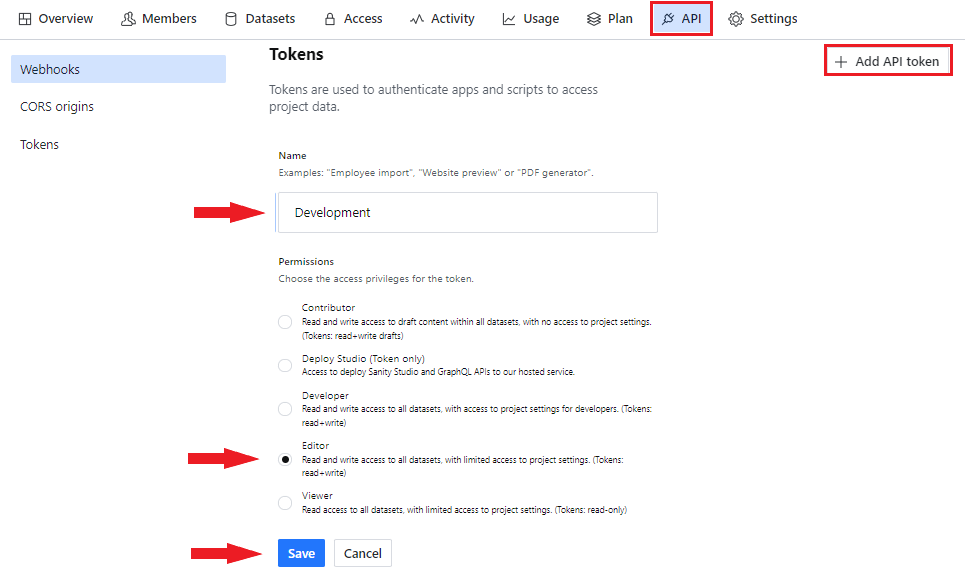 Overview Members Datasets Access Activity Usage Plan API Settings
Webhooks
CORS origins
Tokens
Tokens
+ Add API token
Tokens are used to authenticate apps and scripts to access
project data.
Name
Examples: "Employee import", "Website preview" or "PDF generator".
Development
Permissions
Choose the access privileges for the token.
Contributor
Read and write access to draft content within all datasets, with no access to project settings.
(Tokens: read+write drafts)
Deploy Studio (Token only)
Access to deploy Sanity Studio and GraphQL APIs to our hosted service.
Developer
Read and write access to all datasets, with access to project settings for developers. (Tokens:
read+write)
Editor
Read and write access to all datasets, with limited access to project settings. (Tokens:
read+write)
Viewer
Read access to all datasets, with limited access to project settings. (Tokens: read-only)
Save Cancel